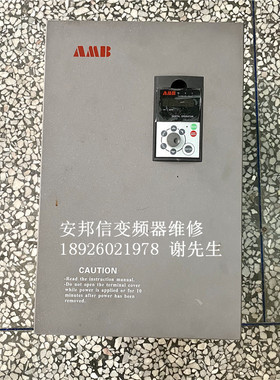 AMB
AMB
安邦信变频器维修
18926021978 谢先生
CAUTION
-Read the instruction manual.
-Do not open the terminal cover
while power is applied or for 10
minutes after power has been
removed.